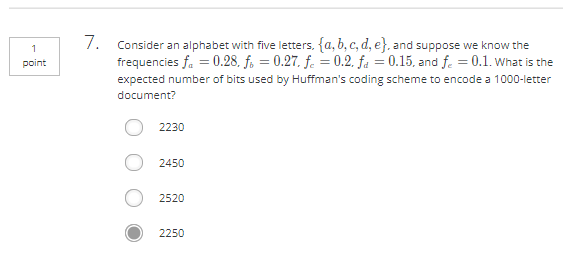 1
point
7. Consider an alphabet with five letters, {a, b, c, d, e}, and suppose we know the
frequencies fₐ = 0.28, f_b = 0.27, f_c = 0.2, f_d = 0.15, and fₑ = 0.1. What is the
expected number of bits used by Huffman's coding scheme to encode a 1000-letter
document?
2230
2450
2520
2250